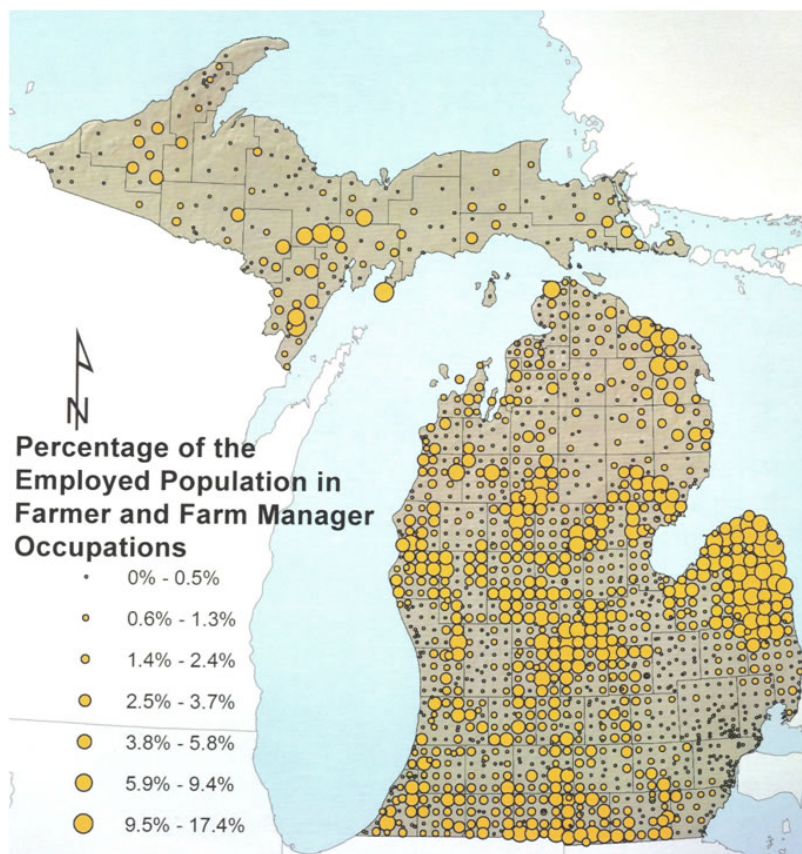 N
Percentage of the
Employed Population in
Farmer and Farm Manager
Occupations
0% - 0.5%
0.6% - 1.3%
1.4% - 2.4%
2.5% - 3.7%
3.8% - 5.8%
5.9% - 9.4%
9.5% - 17.4%